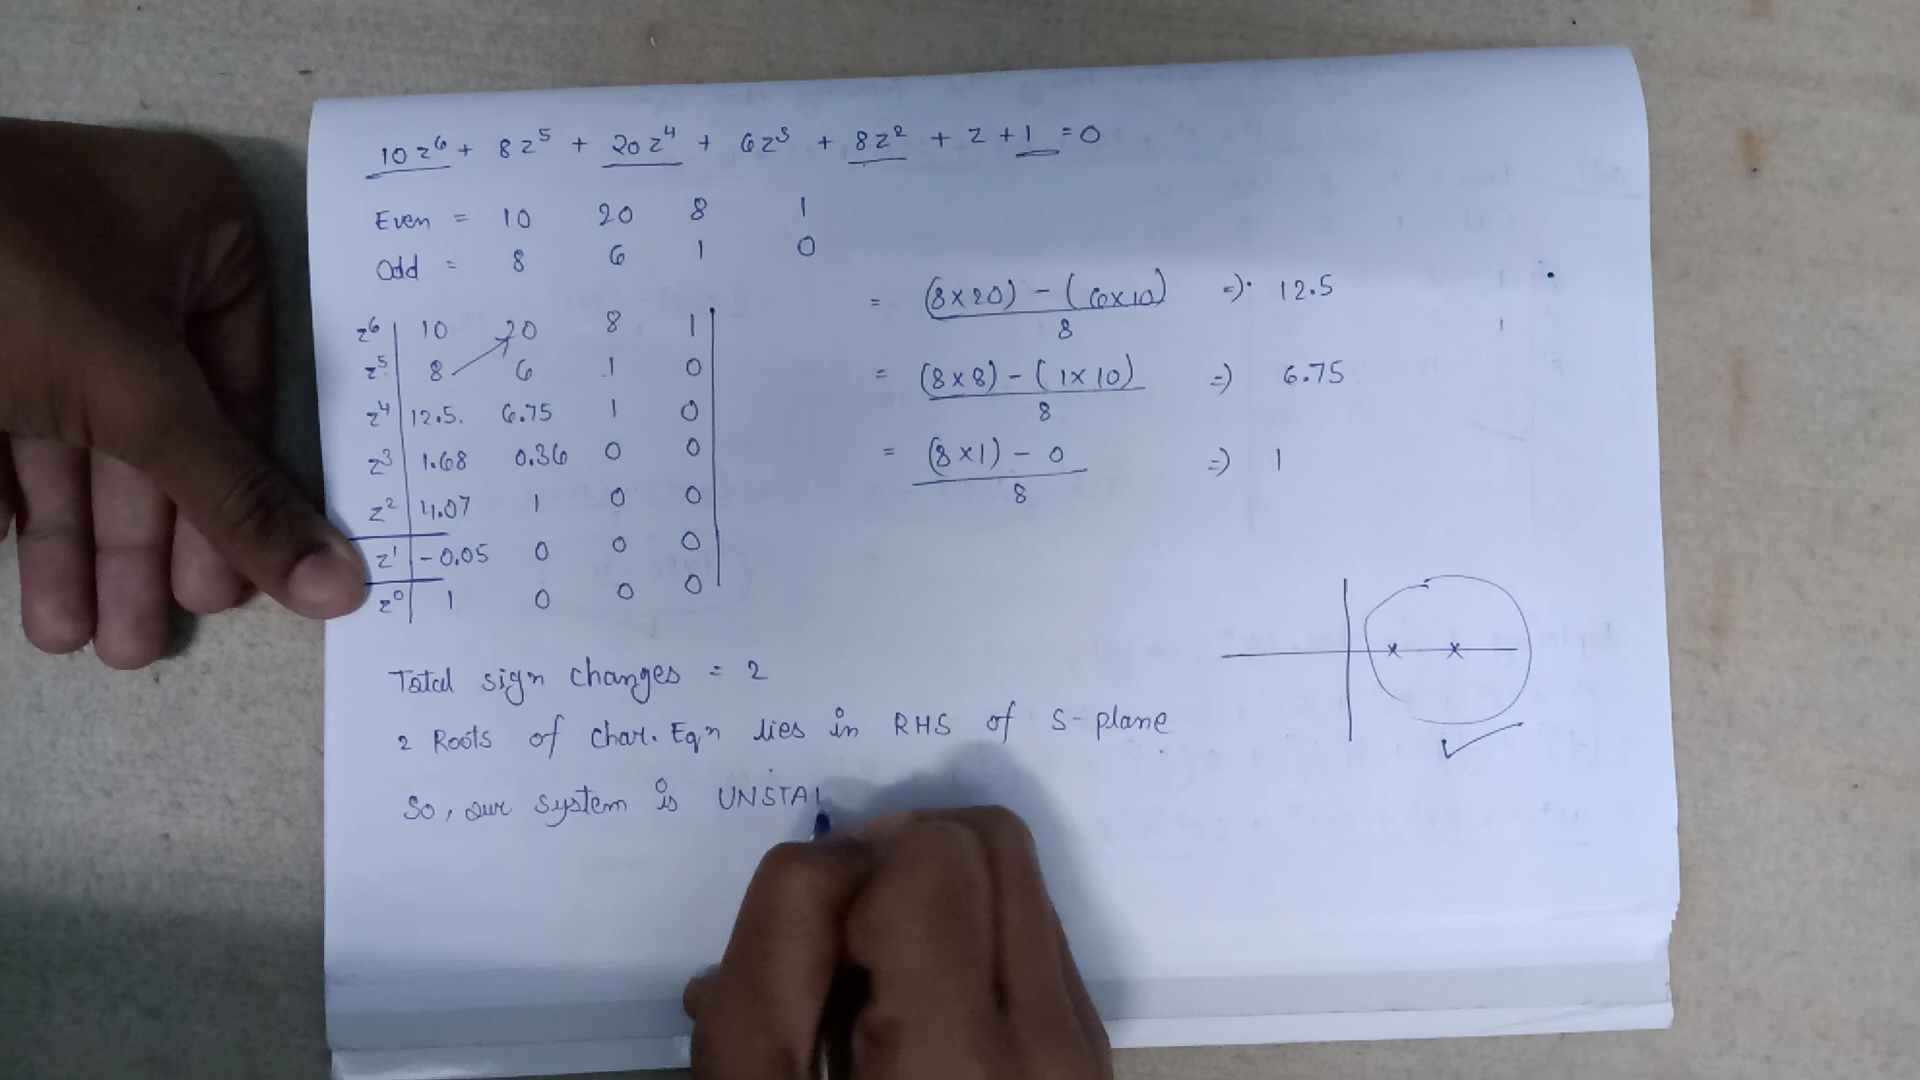 10z⁶ + 8z⁵ + 20z⁴ + 6z³ + 8z² + z + 1 = 0
Even = 10 20 8 1
Odd = 8 6 1 0
z⁶ 10 20 8 1
z⁵ 8 6 1 0
z⁴ 12.5. 6.75 1 0
z³ 1.68 0.36 0 0
z² 4.07 1 0 0
z¹ -0.05 0 0 0
z⁰ 1 0 0 0
= (8×20) - (6×10) / 8 => 12.5
= (8×8) - (1×10) / 8 => 6.75
= (8×1) - 0 / 8 => 1
Total sign changes = 2
2 Roots of char. Eqn lies in RHS of S-plane
So, our system is UNSTA